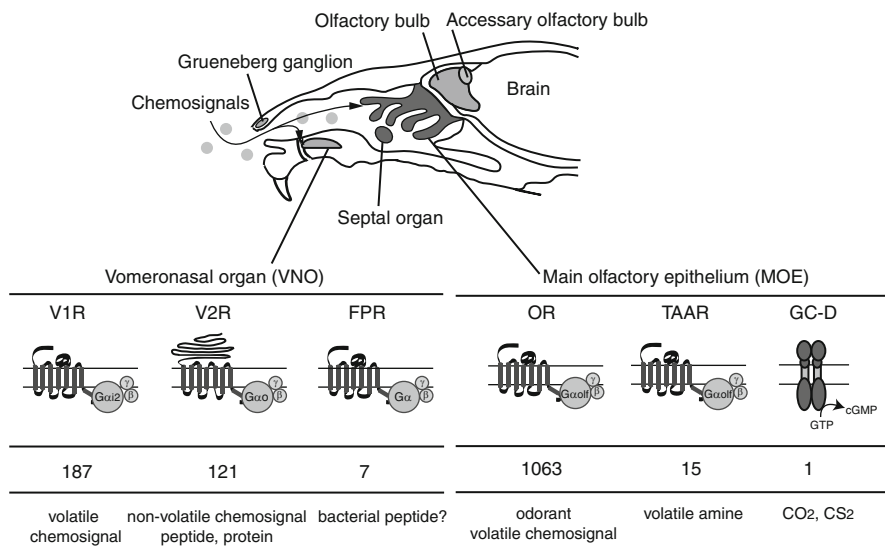 Olfactory bulb
Accessary olfactory bulb
Grueneberg ganglion
Brain
Chemosignals
Septal organ
Vomeronasal organ (VNO)
Main olfactory epithelium (MOE)
V1R V2R FPR OR TAAR GC-D
Gαi2 γ β
Gαo γ β
Gα γ β
Gαolf γ β
Gαolf γ β
cGMP
GTP
187 121 7 1063 15 1
volatile chemosignal
non-volatile chemosignal peptide, protein
bacterial peptide?
odorant volatile chemosignal
volatile amine
CO2, CS2